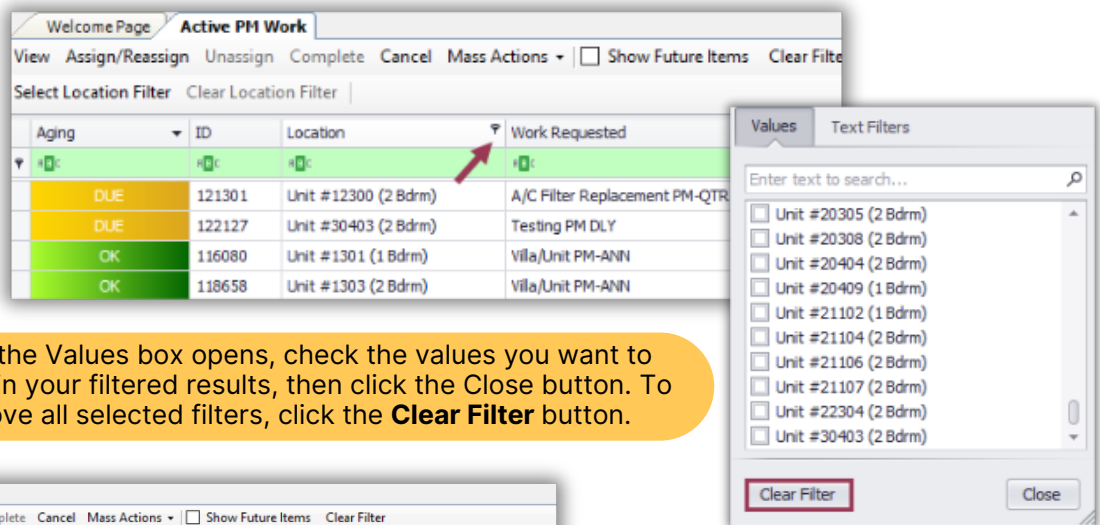 Welcome Page Active PM Work
View Assign/Reassign Unassign Complete Cancel Mass Actions Show Future Items Clear Filte
Select Location Filter Clear Location Filter
Aging ID Location Work Requested
DUE 121301 Unit #12300 (2 Bdrm) A/C Filter Replacement PM-QTR
DUE 122127 Unit #30403 (2 Bdrm) Testing PM DLY
OK 116080 Unit #1301 (1 Bdrm) Villa/Unit PM-ANN
OK 118658 Unit #1303 (2 Bdrm) Villa/Unit PM-ANN
Values Text Filters
Enter text to search...
Unit #20305 (2 Bdrm)
Unit #20308 (2 Bdrm)
Unit #20404 (2 Bdrm)
Unit #20409 (1 Bdrm)
Unit #21102 (1 Bdrm)
Unit #21104 (2 Bdrm)
Unit #21106 (2 Bdrm)
Unit #21107 (2 Bdrm)
Unit #22304 (2 Bdrm)
Unit #30403 (2 Bdrm)
Clear Filter Close
the Values box opens, check the values you want to
in your filtered results, then click the Close button. To
ove all selected filters, click the Clear Filter button.
plete Cancel Mass Actions Show Future Items Clear Filter